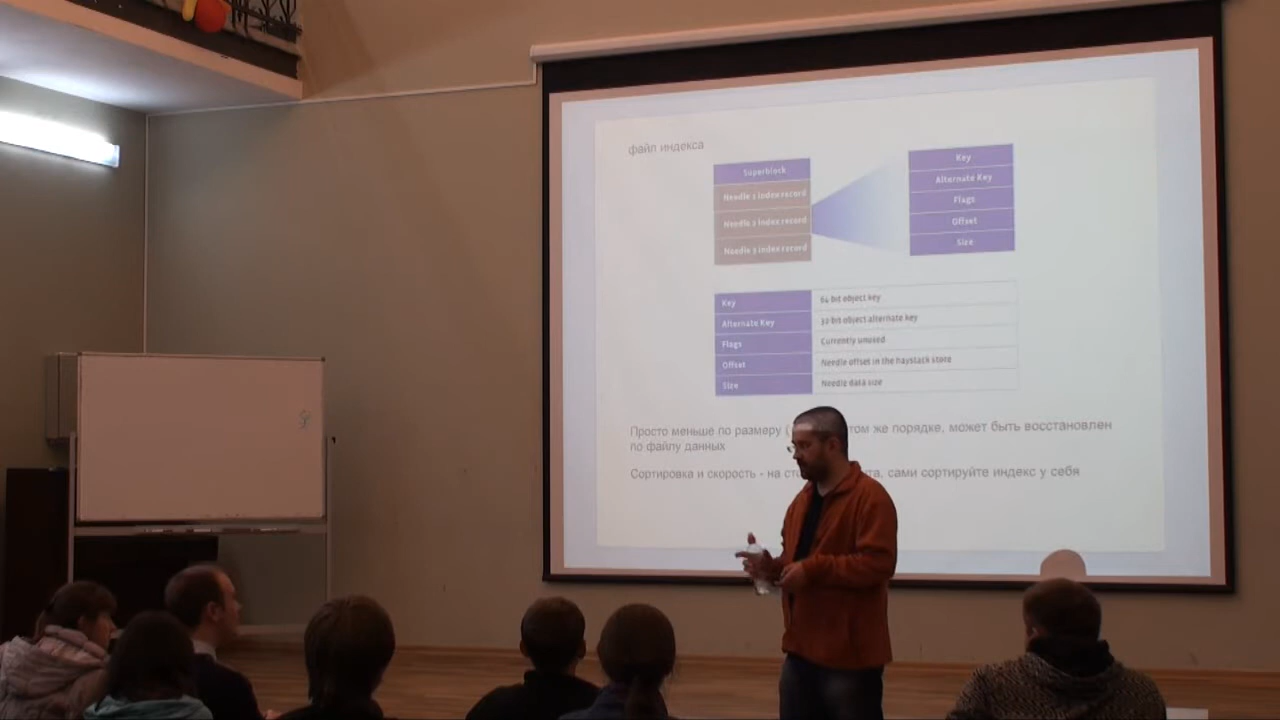 файл индекса
Superblock
Needle 1 index record
Needle 2 index record
Needle 3 index record
Key
Alternate Key
Flags
Offset
Size
Key 64 bit object key
Alternate Key 32 bit object alternate key
Flags Currently unused
Offset Needle offset in the haystack store
Size Needle data size
Просто меньше по размеру ( том же порядке, может быть восстановлен
по файлу данных
Сортировка и скорость - на сами сортируйте индекс у себя